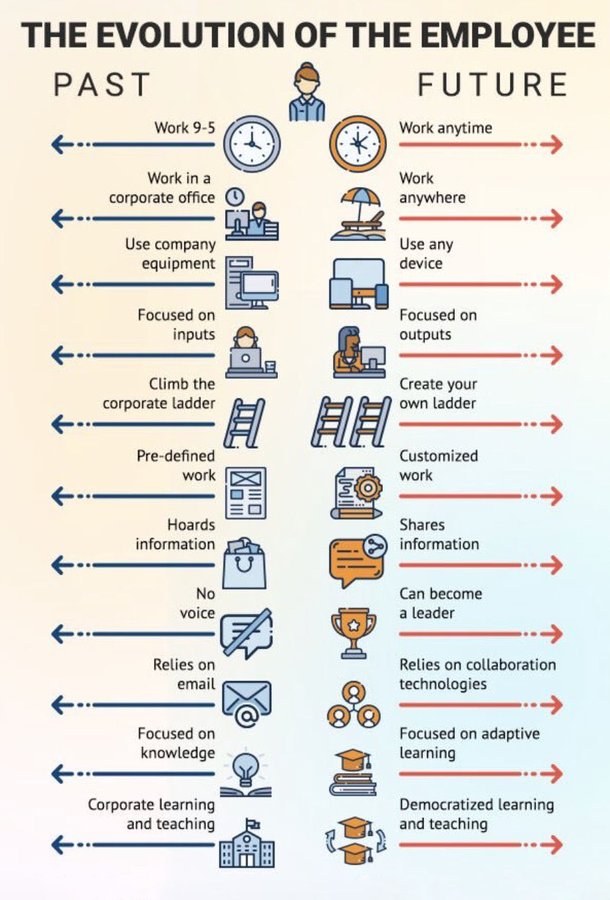 THE EVOLUTION OF THE EMPLOYEE
PAST
FUTURE
Work 9-5
Work anytime
Work in a
corporate office
Work
anywhere
Use company
equipment
Use any
device
Focused on
inputs
Focused on
outputs
Climb the
corporate ladder
Create your
own ladder
Pre-defined
work
Customized
work
Hoards
information
Shares
information
No
voice
Can become
a leader
Relies on
email
Relies on collaboration
technologies
Focused on
knowledge
Focused on adaptive
learning
Corporate learning
and teaching
Democratized learning
and teaching